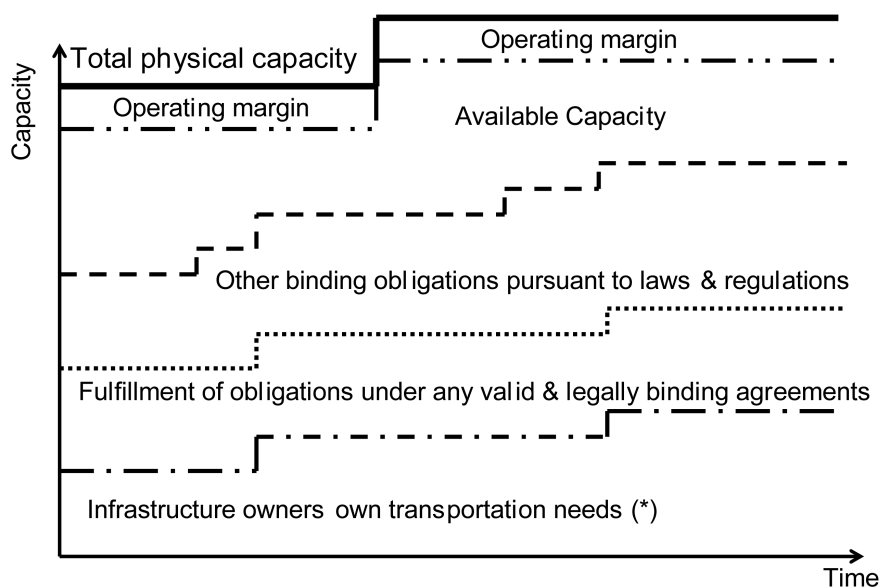 Operating margin
Total physical capacity
Capacity
Operating margin
Available Capacity
Other binding obligations pursuant to laws & regulations
Fulfillment of obligations under any valid & legally binding agreements
Infrastructure owners own transportation needs (*)
Time